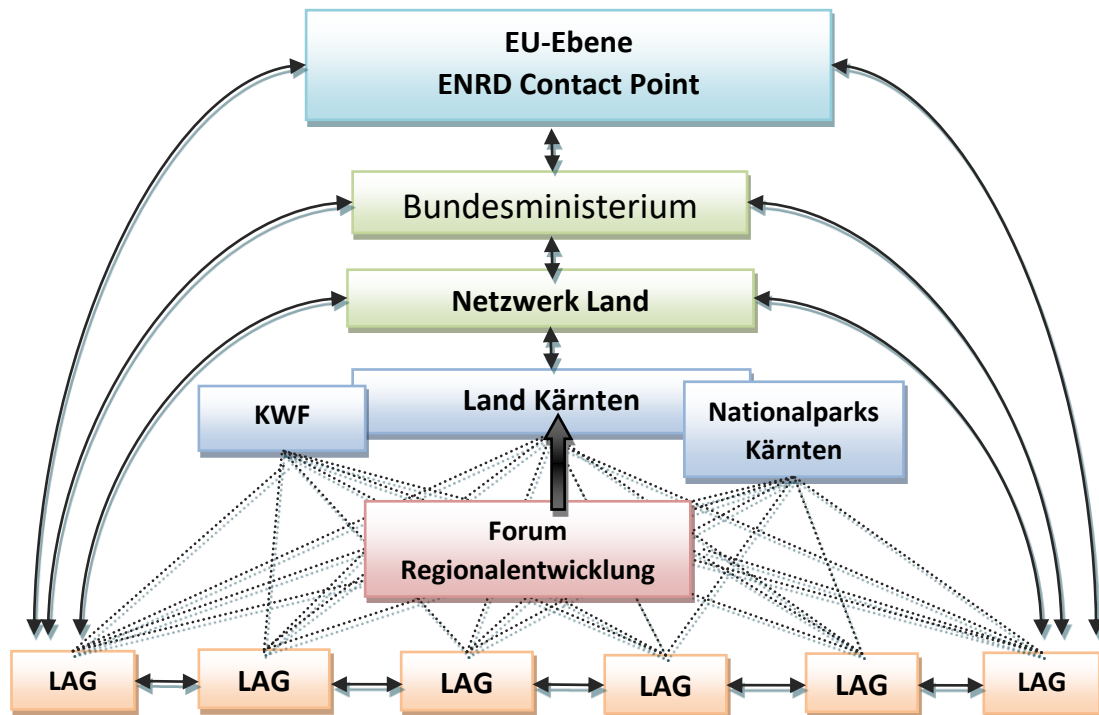 EU-Ebene
ENRD Contact Point
Bundesministerium
Netzwerk Land
KWF
Land Kärnten
Nationalparks
Kärnten
Forum
Regionalentwicklung
LAG
LAG
LAG
LAG
LAG
LAG